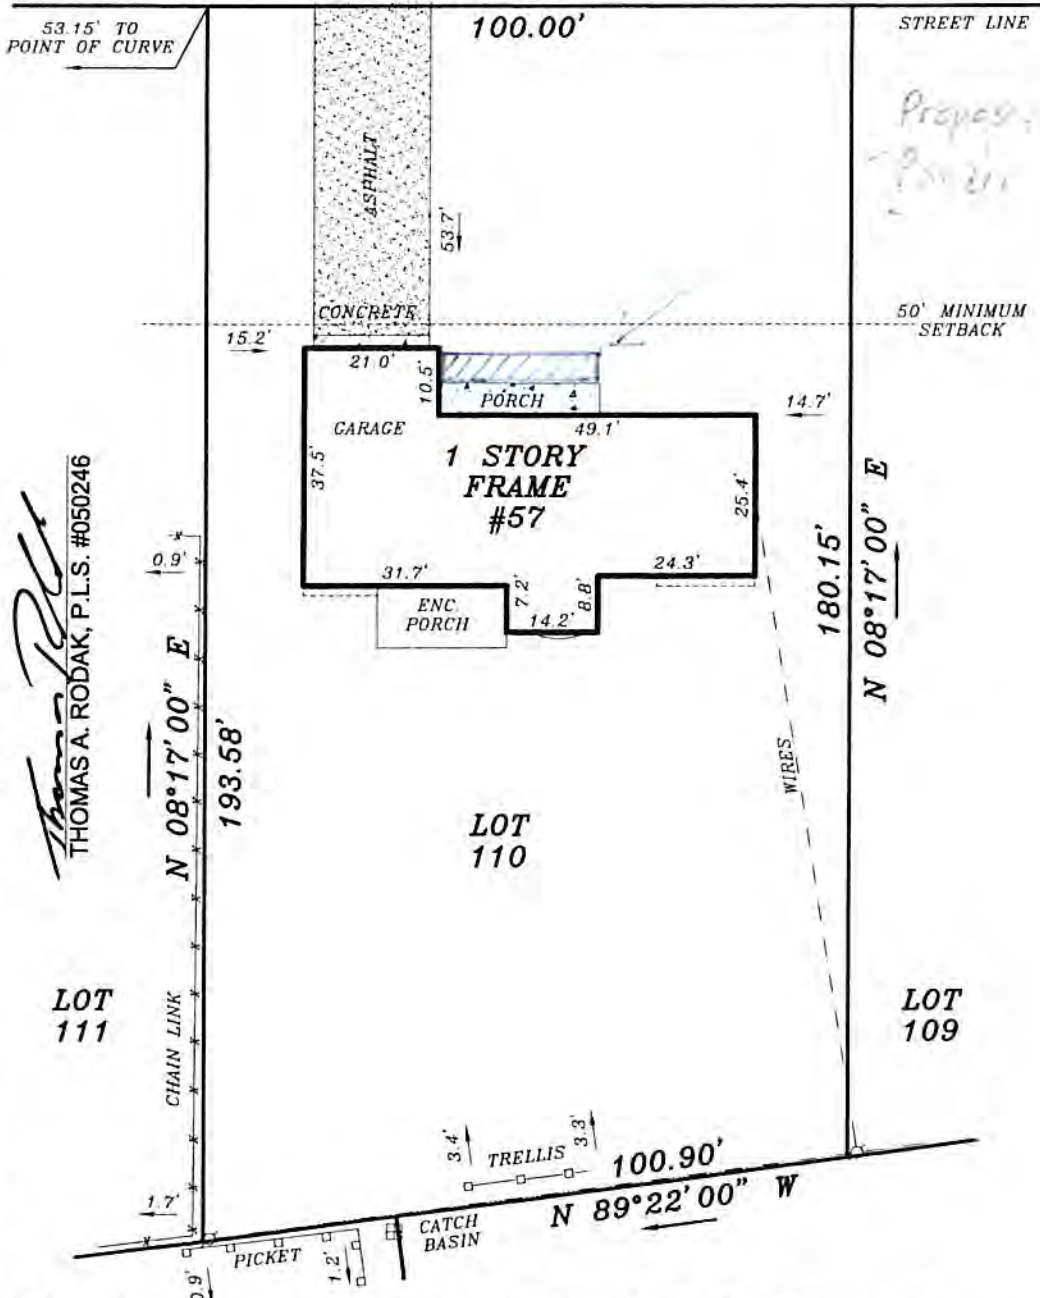 53.15' TO
POINT OF CURVE
100.00'
STREET LINE
ASPHALT
53.7'
CONCRETE
50' MINIMUM
SETBACK
15.2'
21.0'
10.5'
PORCH
14.7'
GARAGE
49.1'
1 STORY
FRAME
#57
37.5'
25.4'
THOMAS A. RODAK, P.L.S. #050246
0.9'
31.7'
24.3'
ENC.
PORCH
7.2'
14.2'
8.8'
180.15'
N 08°17'00" E
N 08°17'00" E
193.58'
WIRES
LOT
110
LOT
111
CHAIN LINK
LOT
109
3.4'
TRELLIS
3.3'
100.90'
N 89°22'00" W
1.7'
CATCH
BASIN
PICKET
1.2'
0.9'